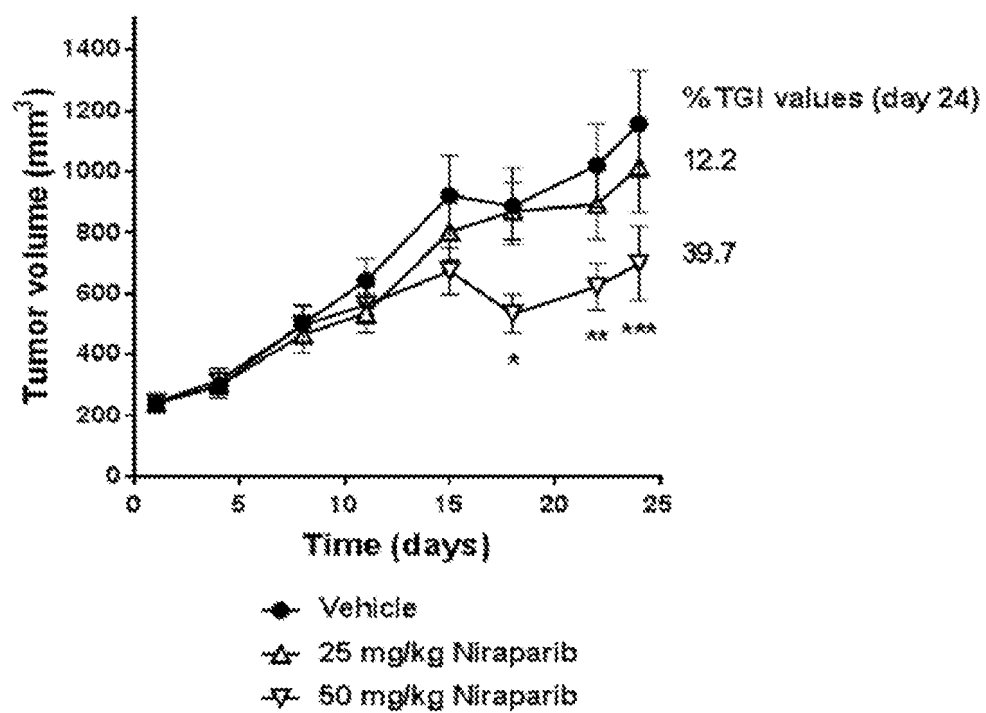 1400
1200
1000
800
600
400
200
0
Tumor volume (mm³)
0 5 10 15 20 25
Time (days)
% TGI values (day 24)
12.2
39.7
*
**
***
Vehicle
25 mg/kg Niraparib
50 mg/kg Niraparib